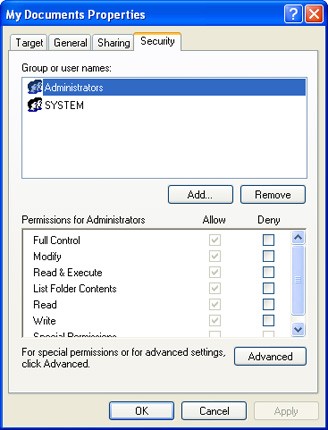 My Documents Properties
Target General Sharing Security
Group or user names:
Administrators
SYSTEM
Add... Remove
Permissions for Administrators Allow Deny
Full Control
Modify
Read & Execute
List Folder Contents
Read
Write
Special Permissions
For special permissions or for advanced settings,
click Advanced.
Advanced
OK Cancel Apply